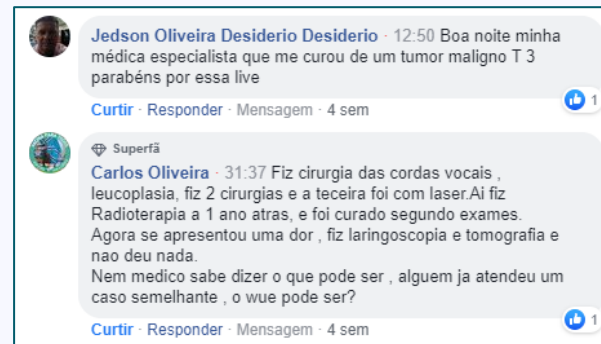 Jedson Oliveira Desiderio Desiderio · 12:50 Boa noite minha
médica especialista que me curou de um tumor maligno T 3
parabéns por essa live
1
Curtir · Responder · Mensagem · 4 sem
Superfã
Carlos Oliveira · 31:37 Fiz cirurgia das cordas vocais ,
leucoplasia, fiz 2 cirurgias e a teceira foi com laser.Ai fiz
Radioterapia a 1 ano atras, e foi curado segundo exames.
Agora se apresentou uma dor , fiz laringoscopia e tomografia e
nao deu nada.
Nem medico sabe dizer o que pode ser , alguem ja atendeu um
caso semelhante , o wue pode ser?
1
Curtir · Responder · Mensagem · 4 sem